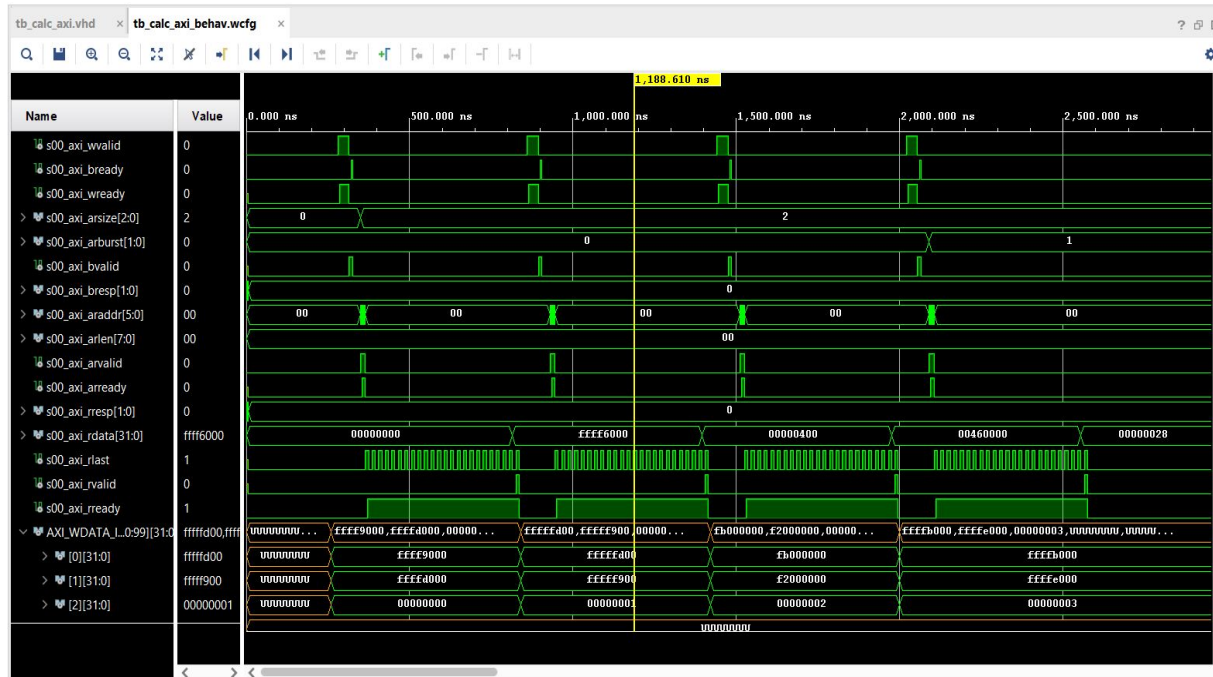 tb_calc_axi.vhd × tb_calc_axi_behav.wcfg × ?
1,188.610 ns
Name Value 0.000 ns 500.000 ns 1,000.000 ns 1,500.000 ns 2,000.000 ns 2,500.000 ns
s00_axi_wvalid 0
s00_axi_bready 0
s00_axi_wready 0
> s00_axi_arsize[2:0] 2 0 2
> s00_axi_arburst[1:0] 0 0 1
s00_axi_bvalid 0
> s00_axi_bresp[1:0] 0 0
> s00_axi_araddr[5:0] 00 00 00 00 00 00
> s00_axi_arlen[7:0] 00 00
s00_axi_arvalid 0
s00_axi_arready 0
> s00_axi_rresp[1:0] 0 0
> s00_axi_rdata[31:0] ffff6000 00000000 ffff6000 00000400 00460000 00000028
s00_axi_rlast 1
s00_axi_rvalid 0
s00_axi_rready 1
AXI_WDATA_I...0:99][31:0 fffffd00,ffff UUUUUUUU... ffff9000,ffffd000,00000... fffffd00,fffff900,00000... fb000000,f2000000,00000... ffffb000,ffffe000,00000003,UUUUUUUU,UUUUU...
> [0][31:0] fffffd00 UUUUUUUU ffff9000 fffffd00 fb000000 ffffb000
> [1][31:0] fffff900 UUUUUUUU ffffd000 fffff900 f2000000 ffffe000
> [2][31:0] 00000001 UUUUUUUU 00000000 00000001 00000002 00000003
UUUUUUUU